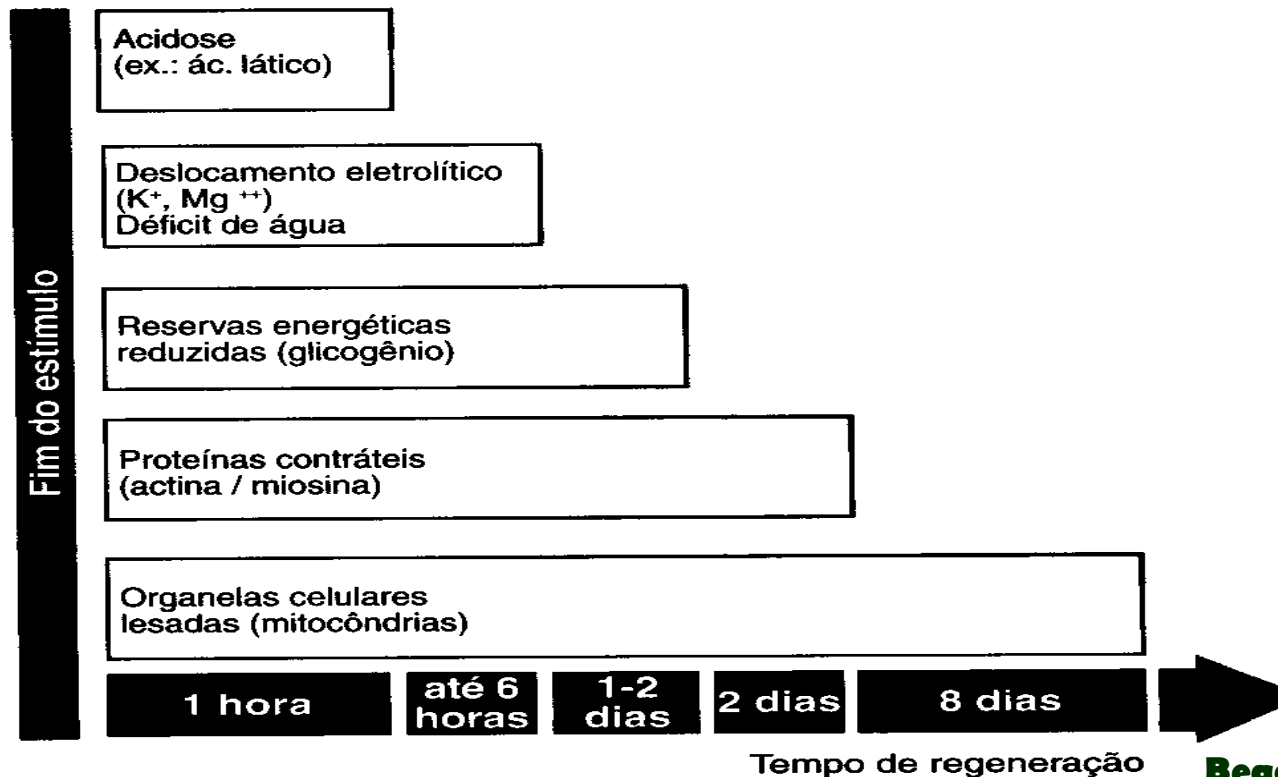 Fim do estímulo
Acidose
(ex.: ác. lático)
Deslocamento eletrolítico
(K⁺, Mg ⁺⁺)
Déficit de água
Reservas energéticas
reduzidas (glicogênio)
Proteínas contráteis
(actina / miosina)
Organelas celulares
lesadas (mitocôndrias)
1 hora
até 6
horas
1-2
dias
2 dias
8 dias
Tempo de regeneração